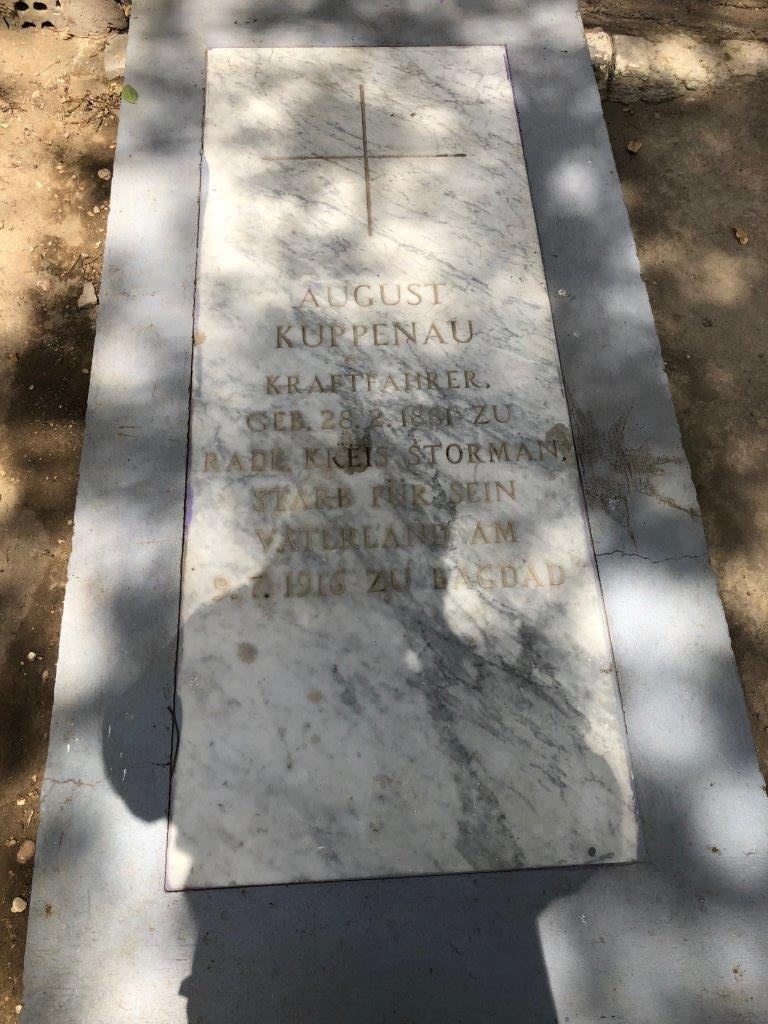 AUGUST
KUPPENAU
KRAFTFAHRER.
GEB. 28. 2. 1881 ZU
KREIS STORMAN.
STARB FÜR SEIN
VATERLAND AM
9. 7. 1916 ZU BAGDAD